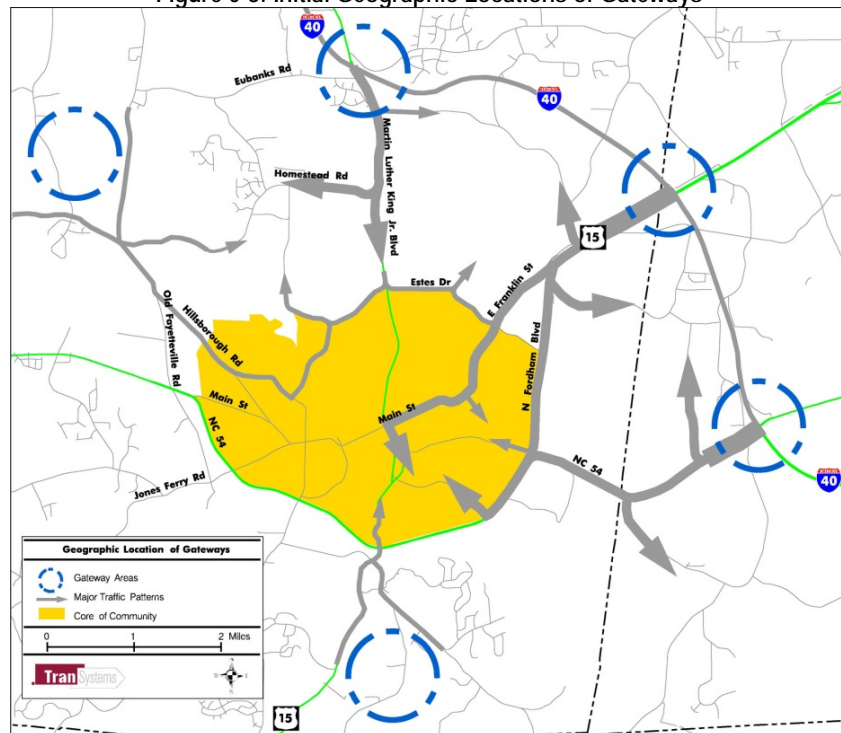 Figure 9-3: Initial Geographic Locations of Gateways
40
Eubanks Rd
40
Martin Luther King Jr. Blvd
Homestead Rd
15
Estes Dr
E Franklin St
Hillsborough Rd
Old Fayetteville Rd
N Fordham Blvd
Main St
Main St
NC 54
NC 54
Jones Ferry Rd
40
Geographic Location of Gateways
Gateway Areas
Major Traffic Patterns
Core of Community
0 1 2 Miles
TranSystems
15